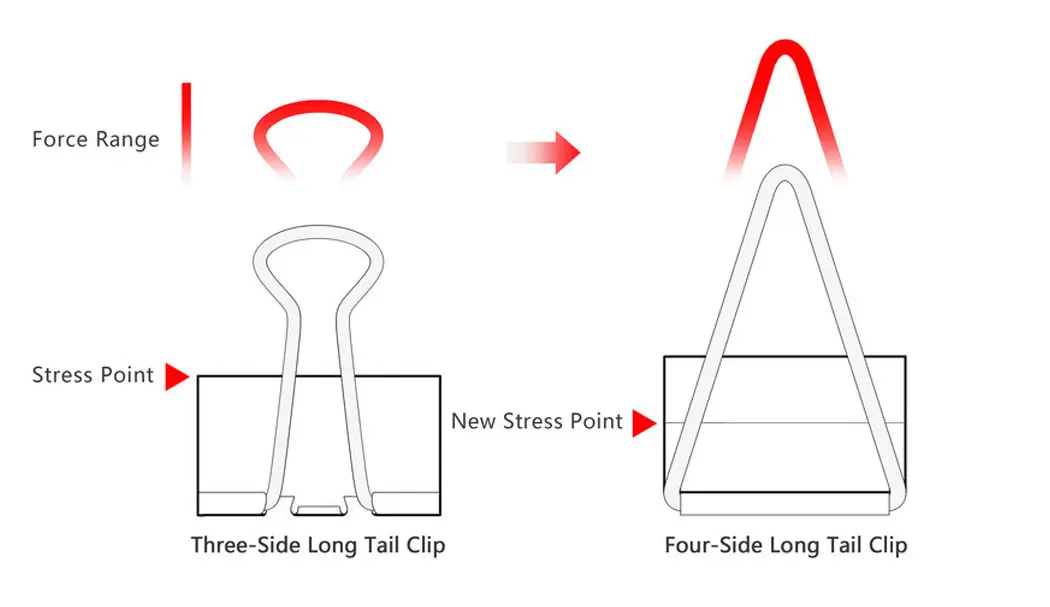 Force Range
Stress Point
New Stress Point
Three-Side Long Tail Clip
Four-Side Long Tail Clip